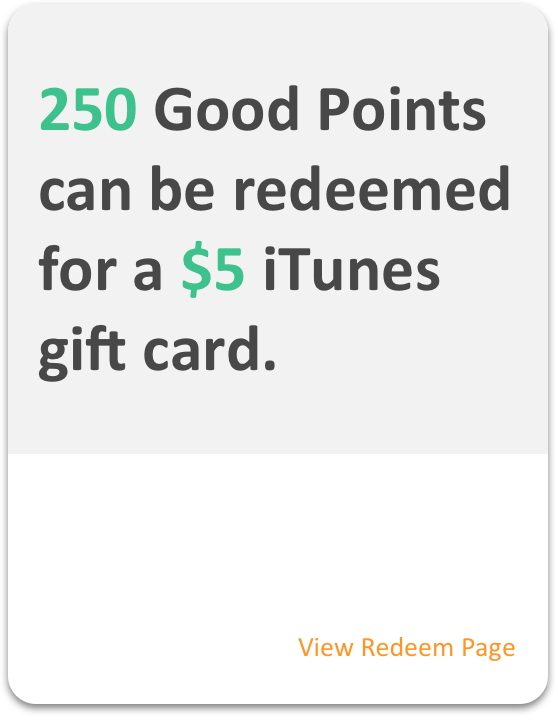 250 Good Points
can be redeemed
for a $5 iTunes
gift card.
View Redeem Page